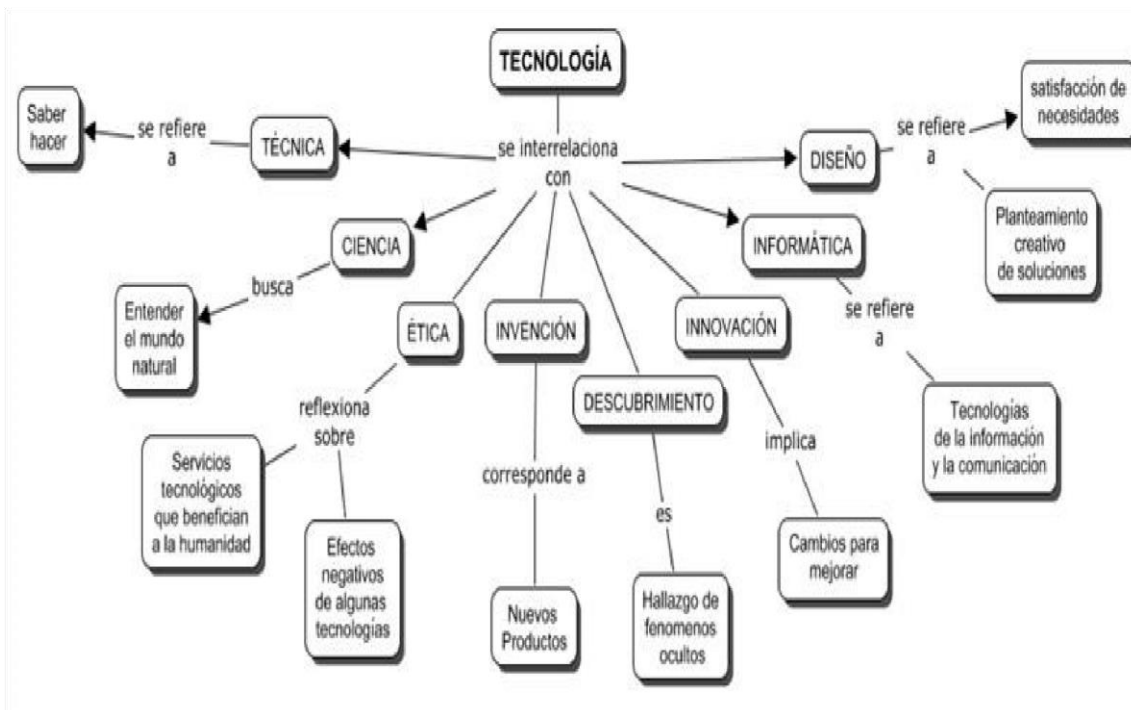 TECNOLOGÍA
se interrelaciona
con
TÉCNICA
se refiere
a
Saber
hacer
CIENCIA
busca
Entender
el mundo
natural
ÉTICA
reflexiona
sobre
Servicios
tecnológicos
que benefician
a la humanidad
Efectos
negativos
de algunas
tecnologías
INVENCIÓN
corresponde a
Nuevos
Productos
DESCUBRIMIENTO
es
Hallazgo de
fenomenos
ocultos
INNOVACIÓN
implica
Cambios para
mejorar
INFORMÁTICA
se refiere
a
Tecnologías
de la información
y la comunicación
DISEÑO
se refiere
a
satisfacción de
necesidades
Planteamiento
creativo
de soluciones